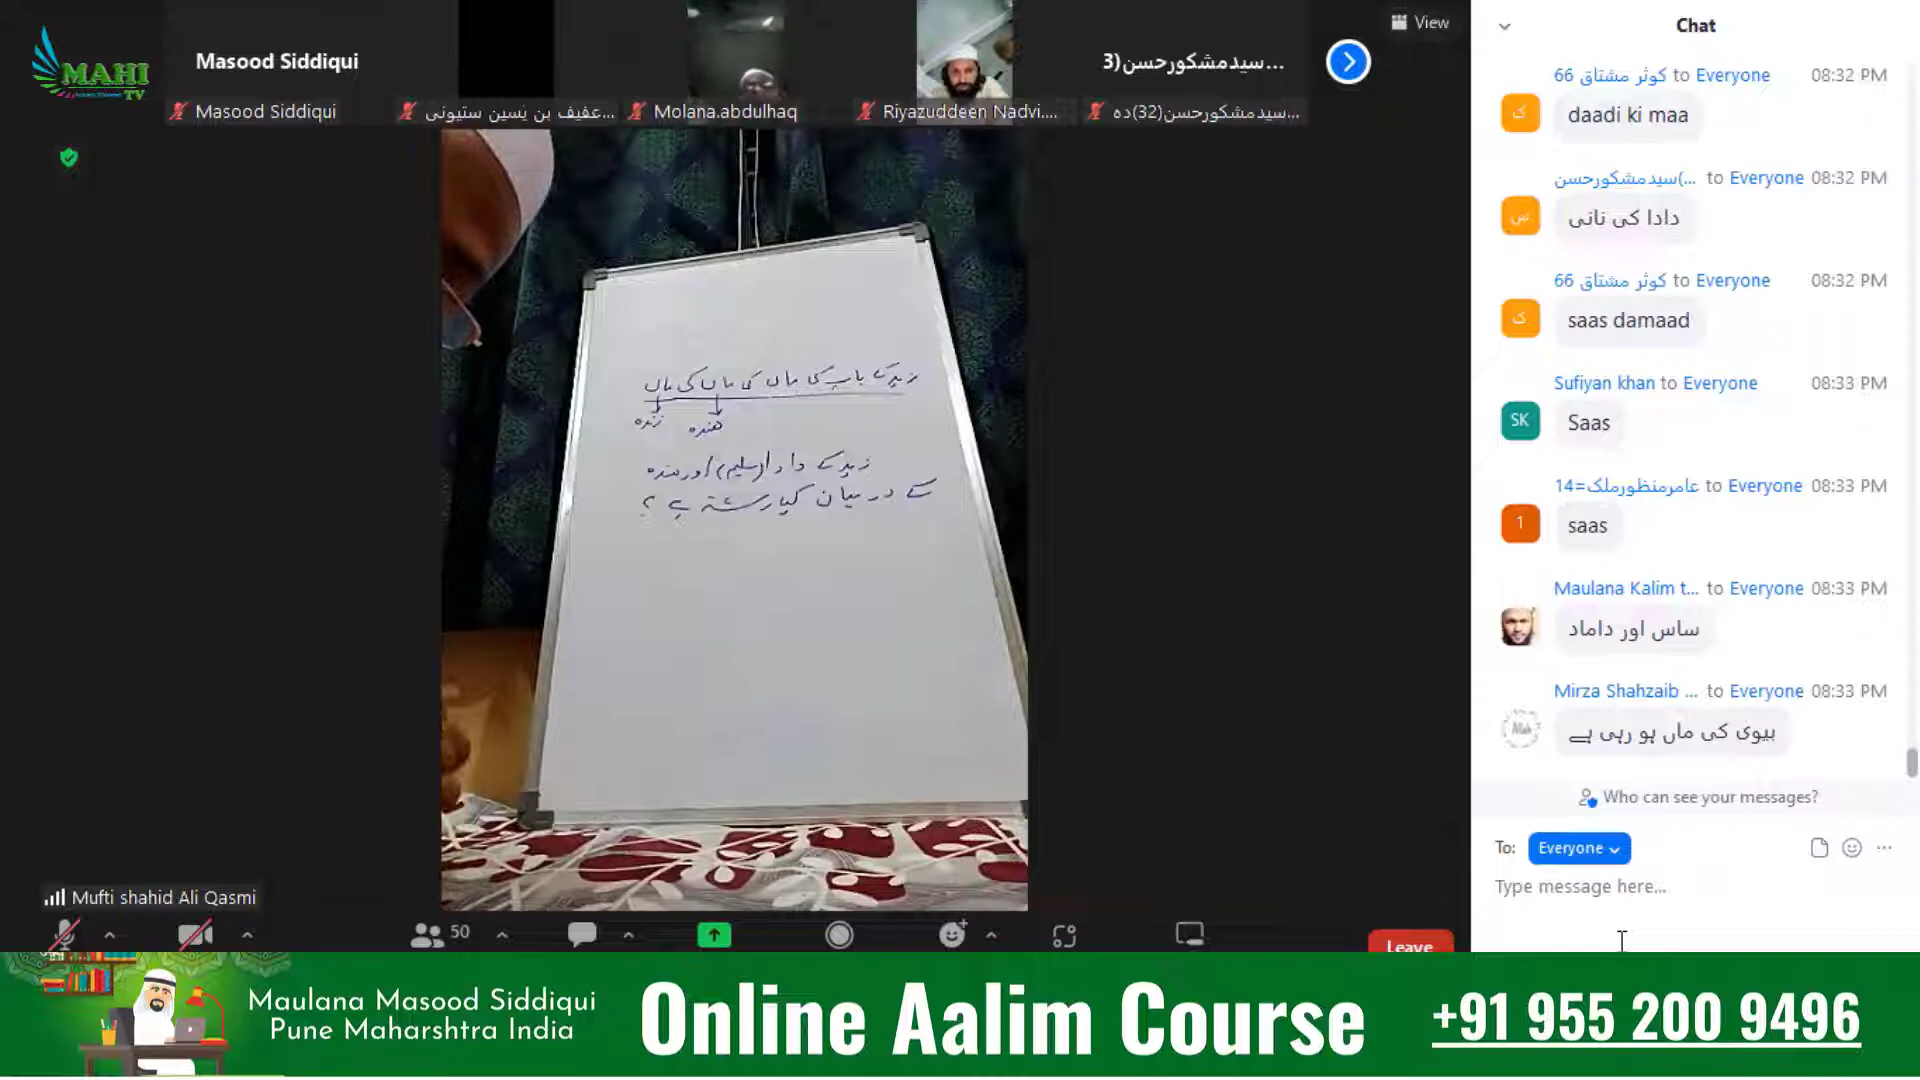 MAHI
TV
Masood Siddiqui
سیدمشکورحسن(3...
View
Masood Siddiqui
عفیف بن یٰسین ستیونی...
Molana.abdulhaq
Riyazuddeen Nadvi....
سیدمشکورحسن(32)ده...
زید کے باپ کی ماں کی ماں کی ماں
زندہ ھندہ
زید کے دادا (سلیم) اور ہندہ
کے درمیان کیا رشتہ ہے ؟
Mufti shahid Ali Qasmi
50
Leave
Chat
کوثر مشتاق 66 to Everyone 08:32 PM
ک
daadi ki maa
سیدمشکورحسن(... to Everyone 08:32 PM
س
دادا کی نانی
کوثر مشتاق 66 to Everyone 08:32 PM
ک
saas damaad
Sufiyan khan to Everyone 08:33 PM
SK
Saas
عامرمنظورملک=14 to Everyone 08:33 PM
1
saas
Maulana Kalim t... to Everyone 08:33 PM
ساس اور داماد
Mirza Shahzaib ... to Everyone 08:33 PM
بیوی کی ماں ہو رہی ہے
Who can see your messages?
To: Everyone
Type message here...
Maulana Masood Siddiqui
Pune Maharshtra India
Online Aalim Course
+91 955 200 9496